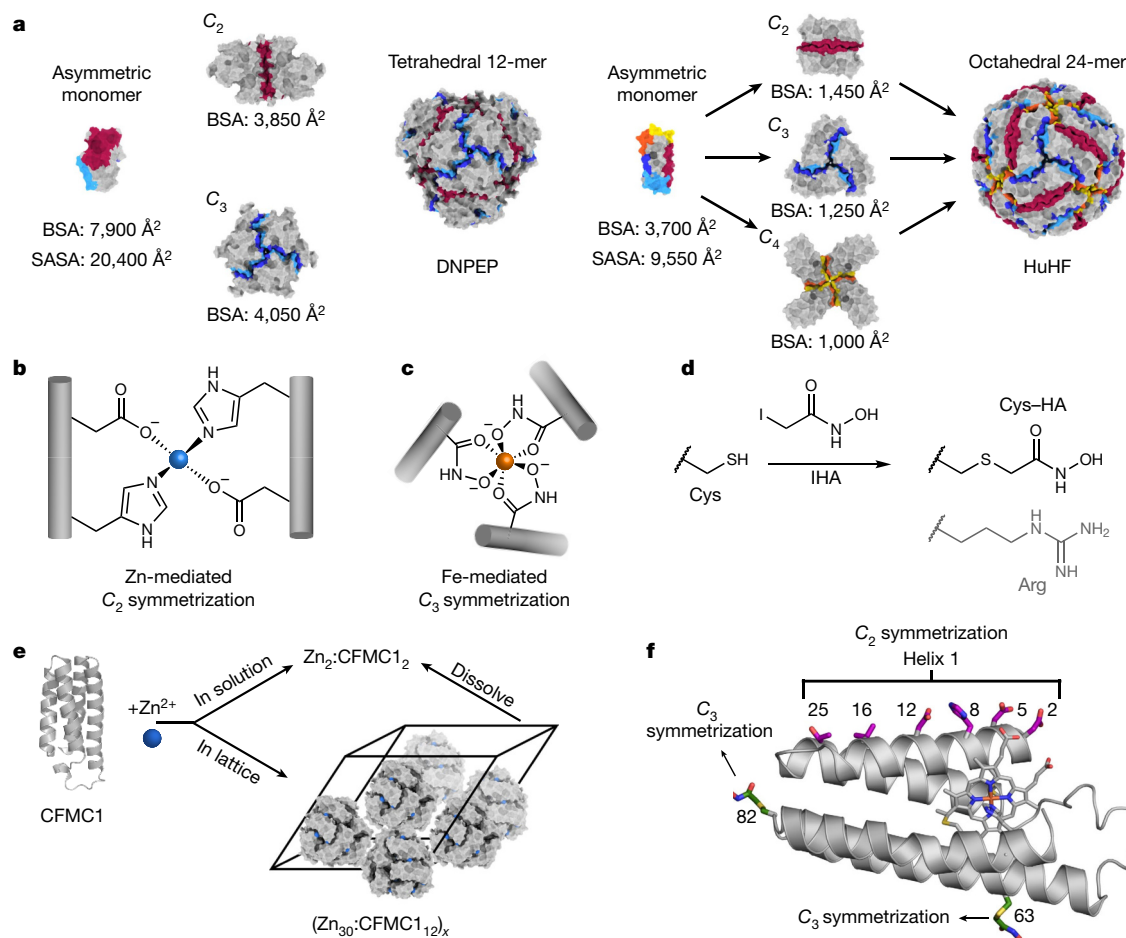 a
C2
Asymmetric
monomer
BSA: 3,850 Å2
Tetrahedral 12-mer
BSA: 7,900 Å2
SASA: 20,400 Å2
C3
BSA: 4,050 Å2
DNPEP
Asymmetric
monomer
BSA: 3,700 Å2
SASA: 9,550 Å2
C2
BSA: 1,450 Å2
C3
BSA: 1,250 Å2
C4
BSA: 1,000 Å2
Octahedral 24-mer
HuHF
b
O
O
−
H
N
N
N
N
H
−
O
O
Zn-mediated
C2 symmetrization
c
H
N
−
O
O
O
N
H
O
−
O
−
O
NH
Fe-mediated
C3 symmetrization
d
SH
Cys
I
O
N
H
OH
IHA
Cys–HA
S
O
N
H
OH
H
N
NH2
NH
Arg
e
CFMC1
+Zn2+
In solution
In lattice
Zn2:CFMC12
Dissolve
(Zn30:CFMC112)x
f
C2 symmetrization
Helix 1
25 16 12 8 5 2
C3
symmetrization
82
C3 symmetrization
63